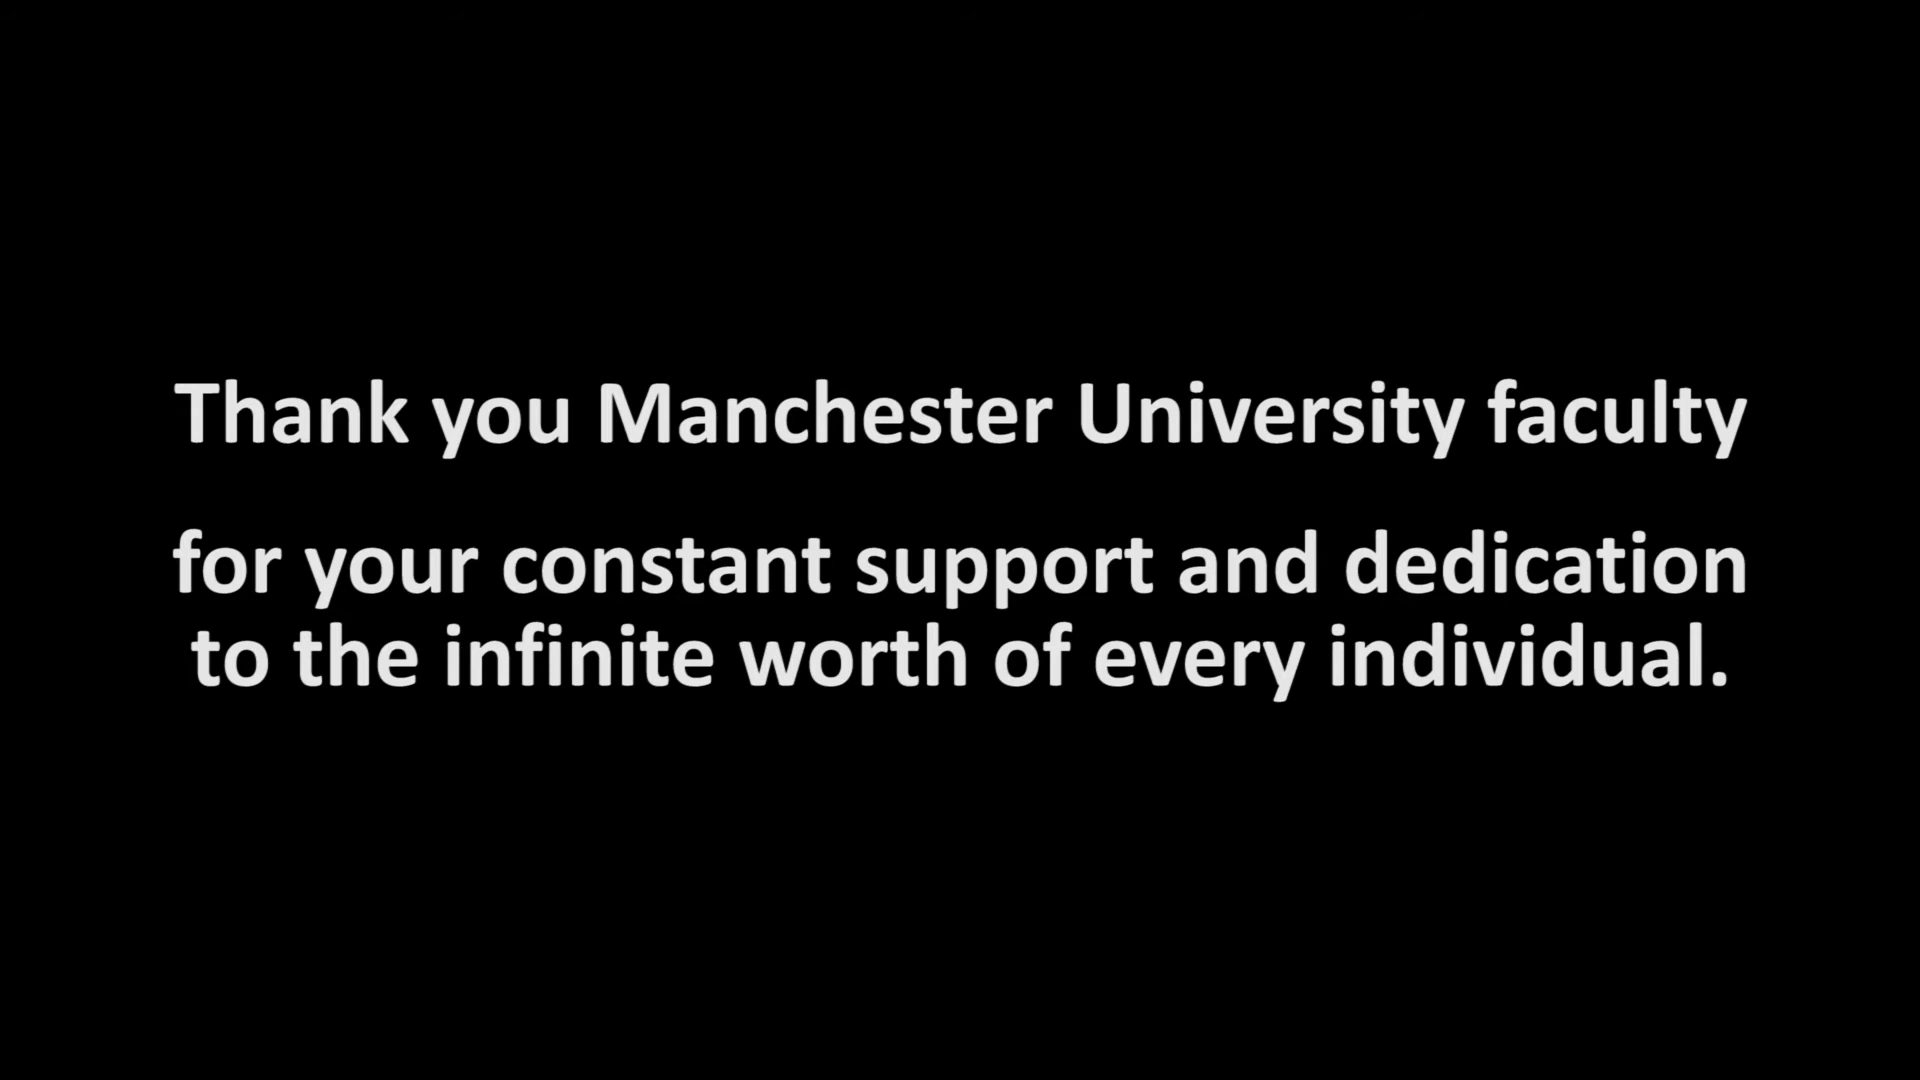 Thank you Manchester University faculty
for your constant support and dedication
to the infinite worth of every individual.